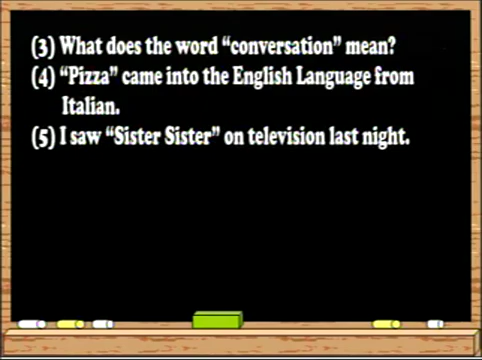 (3) What does the word “conversation” mean?
(4) “Pizza” came into the English Language from
Italian.
(5) I saw “Sister Sister” on television last night.